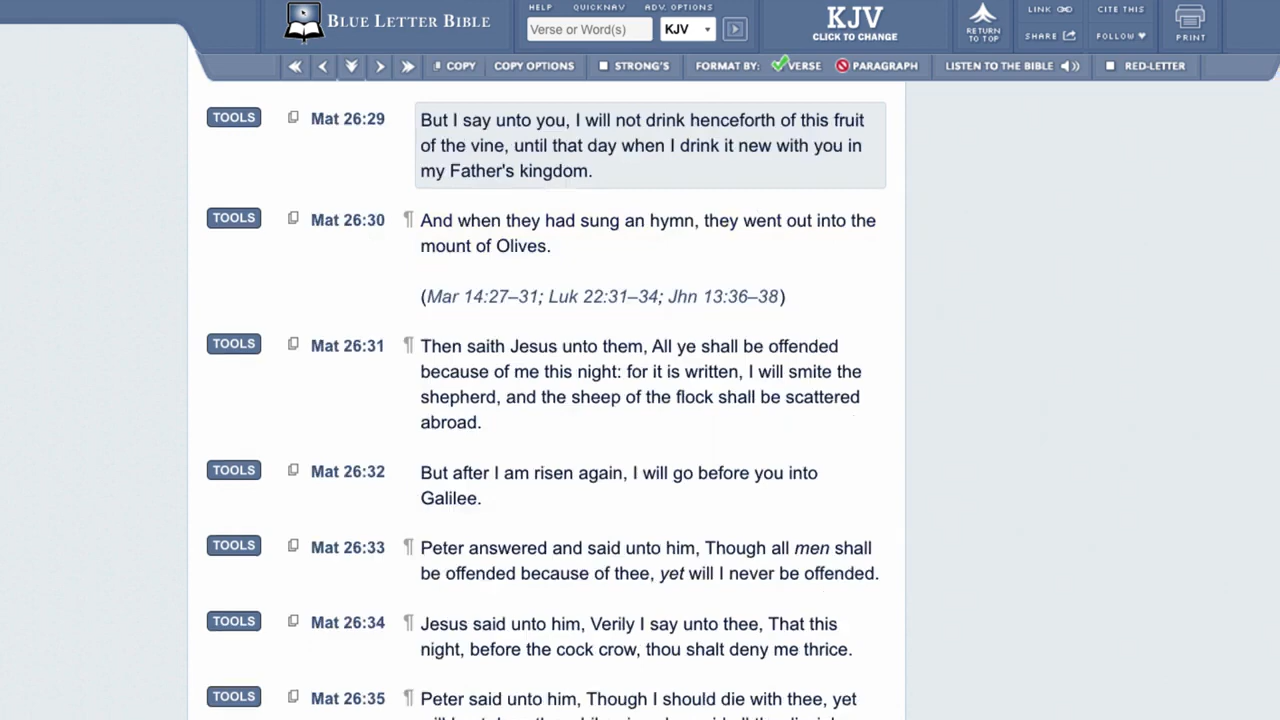 BLUE LETTER BIBLE
HELP QUICKNAV ADV. OPTIONS
Verse or Word(s) KJV
KJV
CLICK TO CHANGE
RETURN
TO TOP
LINK CITE THIS
SHARE FOLLOW
PRINT
COPY COPY OPTIONS STRONG'S FORMAT BY: VERSE PARAGRAPH LISTEN TO THE BIBLE RED-LETTER
TOOLS Mat 26:29 But I say unto you, I will not drink henceforth of this fruit
of the vine, until that day when I drink it new with you in
my Father's kingdom.
TOOLS Mat 26:30 ¶ And when they had sung an hymn, they went out into the
mount of Olives.
(Mar 14:27–31; Luk 22:31–34; Jhn 13:36–38)
TOOLS Mat 26:31 ¶ Then saith Jesus unto them, All ye shall be offended
because of me this night: for it is written, I will smite the
shepherd, and the sheep of the flock shall be scattered
abroad.
TOOLS Mat 26:32 But after I am risen again, I will go before you into
Galilee.
TOOLS Mat 26:33 ¶ Peter answered and said unto him, Though all men shall
be offended because of thee, yet will I never be offended.
TOOLS Mat 26:34 ¶ Jesus said unto him, Verily I say unto thee, That this
night, before the cock crow, thou shalt deny me thrice.
TOOLS Mat 26:35 ¶ Peter said unto him, Though I should die with thee, yet